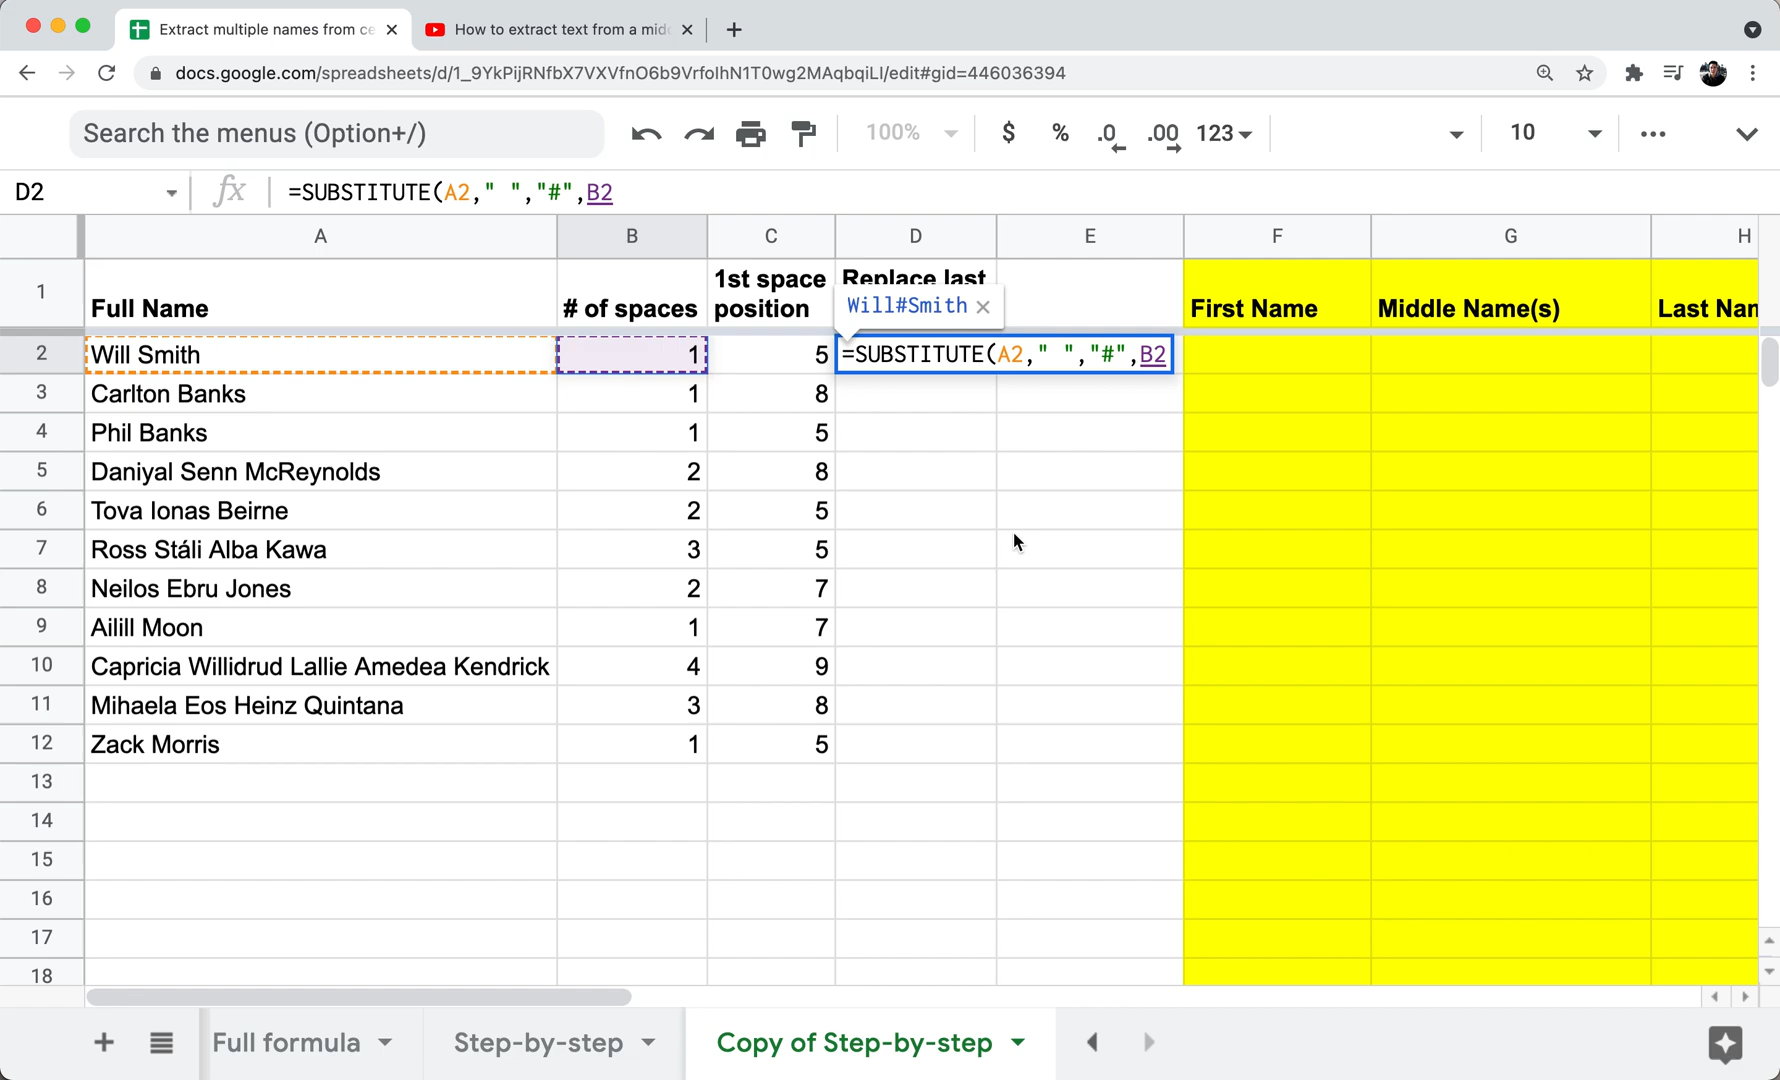 Extract multiple names from ce
How to extract text from a mid
docs.google.com/spreadsheets/d/1_9YkPijRNfbX7VXVfnO6b9VrfolhN1T0wg2MAqbqiLI/edit#gid=446036394
Search the menus (Option+/)
100%
$
%
.0
.00
123
10
D2
fx
=SUBSTITUTE(A2," ","#",B2
A B C D E F G H
1 Full Name # of spaces 1st space position Replace last First Name Middle Name(s) Last Nam
Will#Smith
2 Will Smith 1 5 =SUBSTITUTE(A2," ","#",B2
3 Carlton Banks 1 8
4 Phil Banks 1 5
5 Daniyal Senn McReynolds 2 8
6 Tova Ionas Beirne 2 5
7 Ross Stáli Alba Kawa 3 5
8 Neilos Ebru Jones 2 7
9 Ailill Moon 1 7
10 Capricia Willidrud Lallie Amedea Kendrick 4 9
11 Mihaela Eos Heinz Quintana 3 8
12 Zack Morris 1 5
13
14
15
16
17
18
Full formula
Step-by-step
Copy of Step-by-step